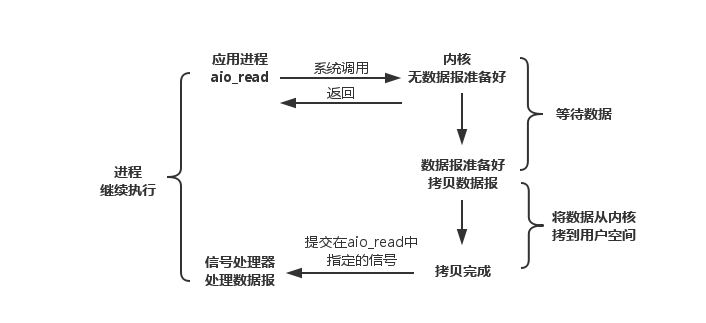 应用进程
aio_read
系统调用
返回
内核
无数据报准备好
等待数据
数据报准备好
拷贝数据报
进程
继续执行
将数据从内核
拷到用户空间
提交在aio_read中
指定的信号
拷贝完成
信号处理器
处理数据报